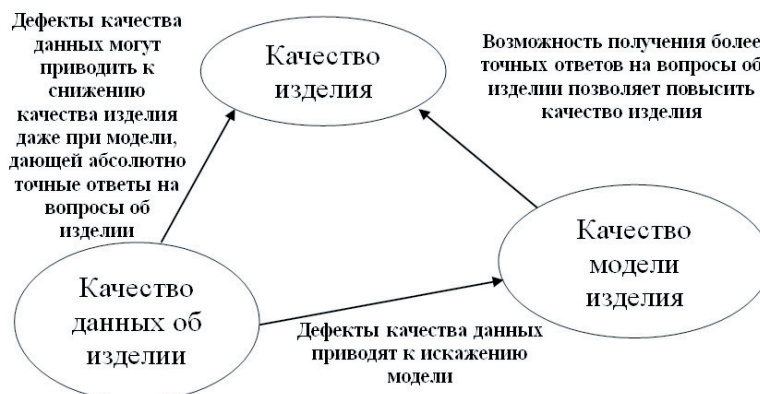 Дефекты качества
данных могут
приводить к
снижению
качества изделия
даже при модели,
дающей абсолютно
точные ответы на
вопросы об
изделии
Качество
изделия
Возможность получения более
точных ответов на вопросы об
изделии позволяет повысить
качество изделия
Качество
модели
изделия
Качество
данных об
изделии
Дефекты качества данных
приводят к искажению
модели